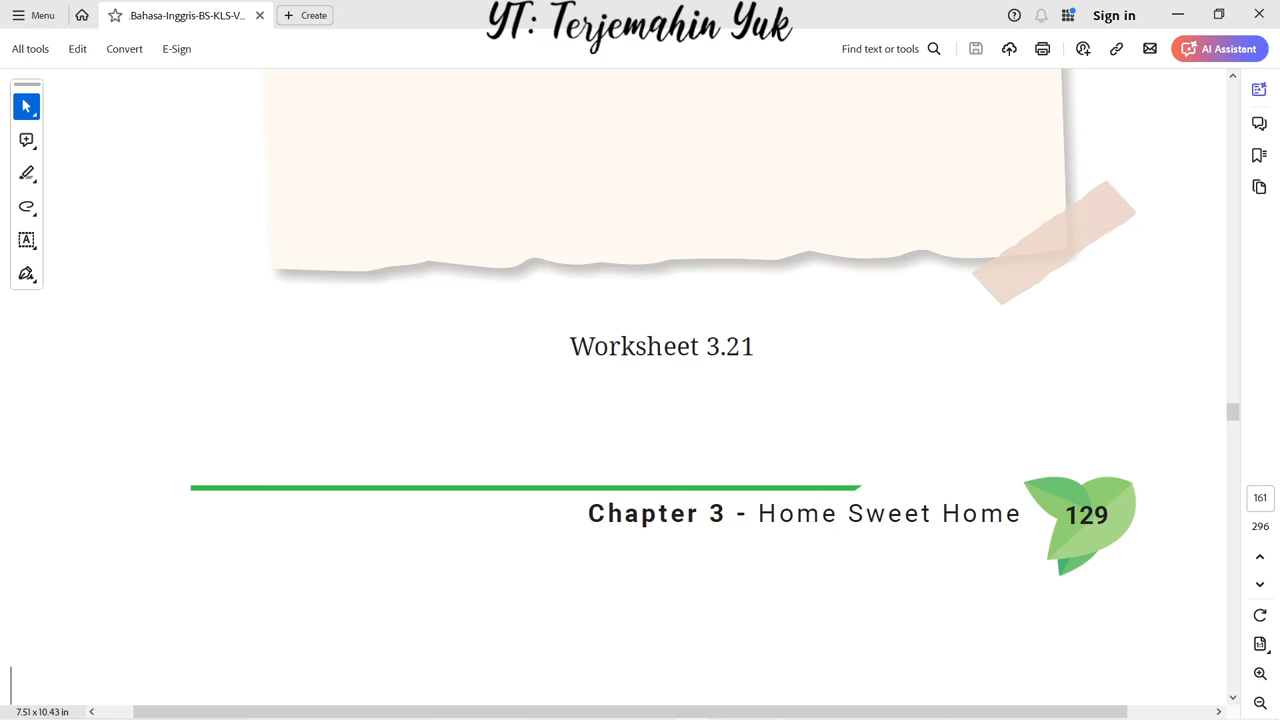 Menu
.Bahasa-Inggris-BS-KLS-V...
Create
YT: Terjemahin Yuk
Sign in
All tools
Edit
Convert
E-Sign
Find text or tools
AI Assistant
A
Worksheet 3.21
Chapter 3 - Home Sweet Home
129
161
296
7.51 x 10.43 in